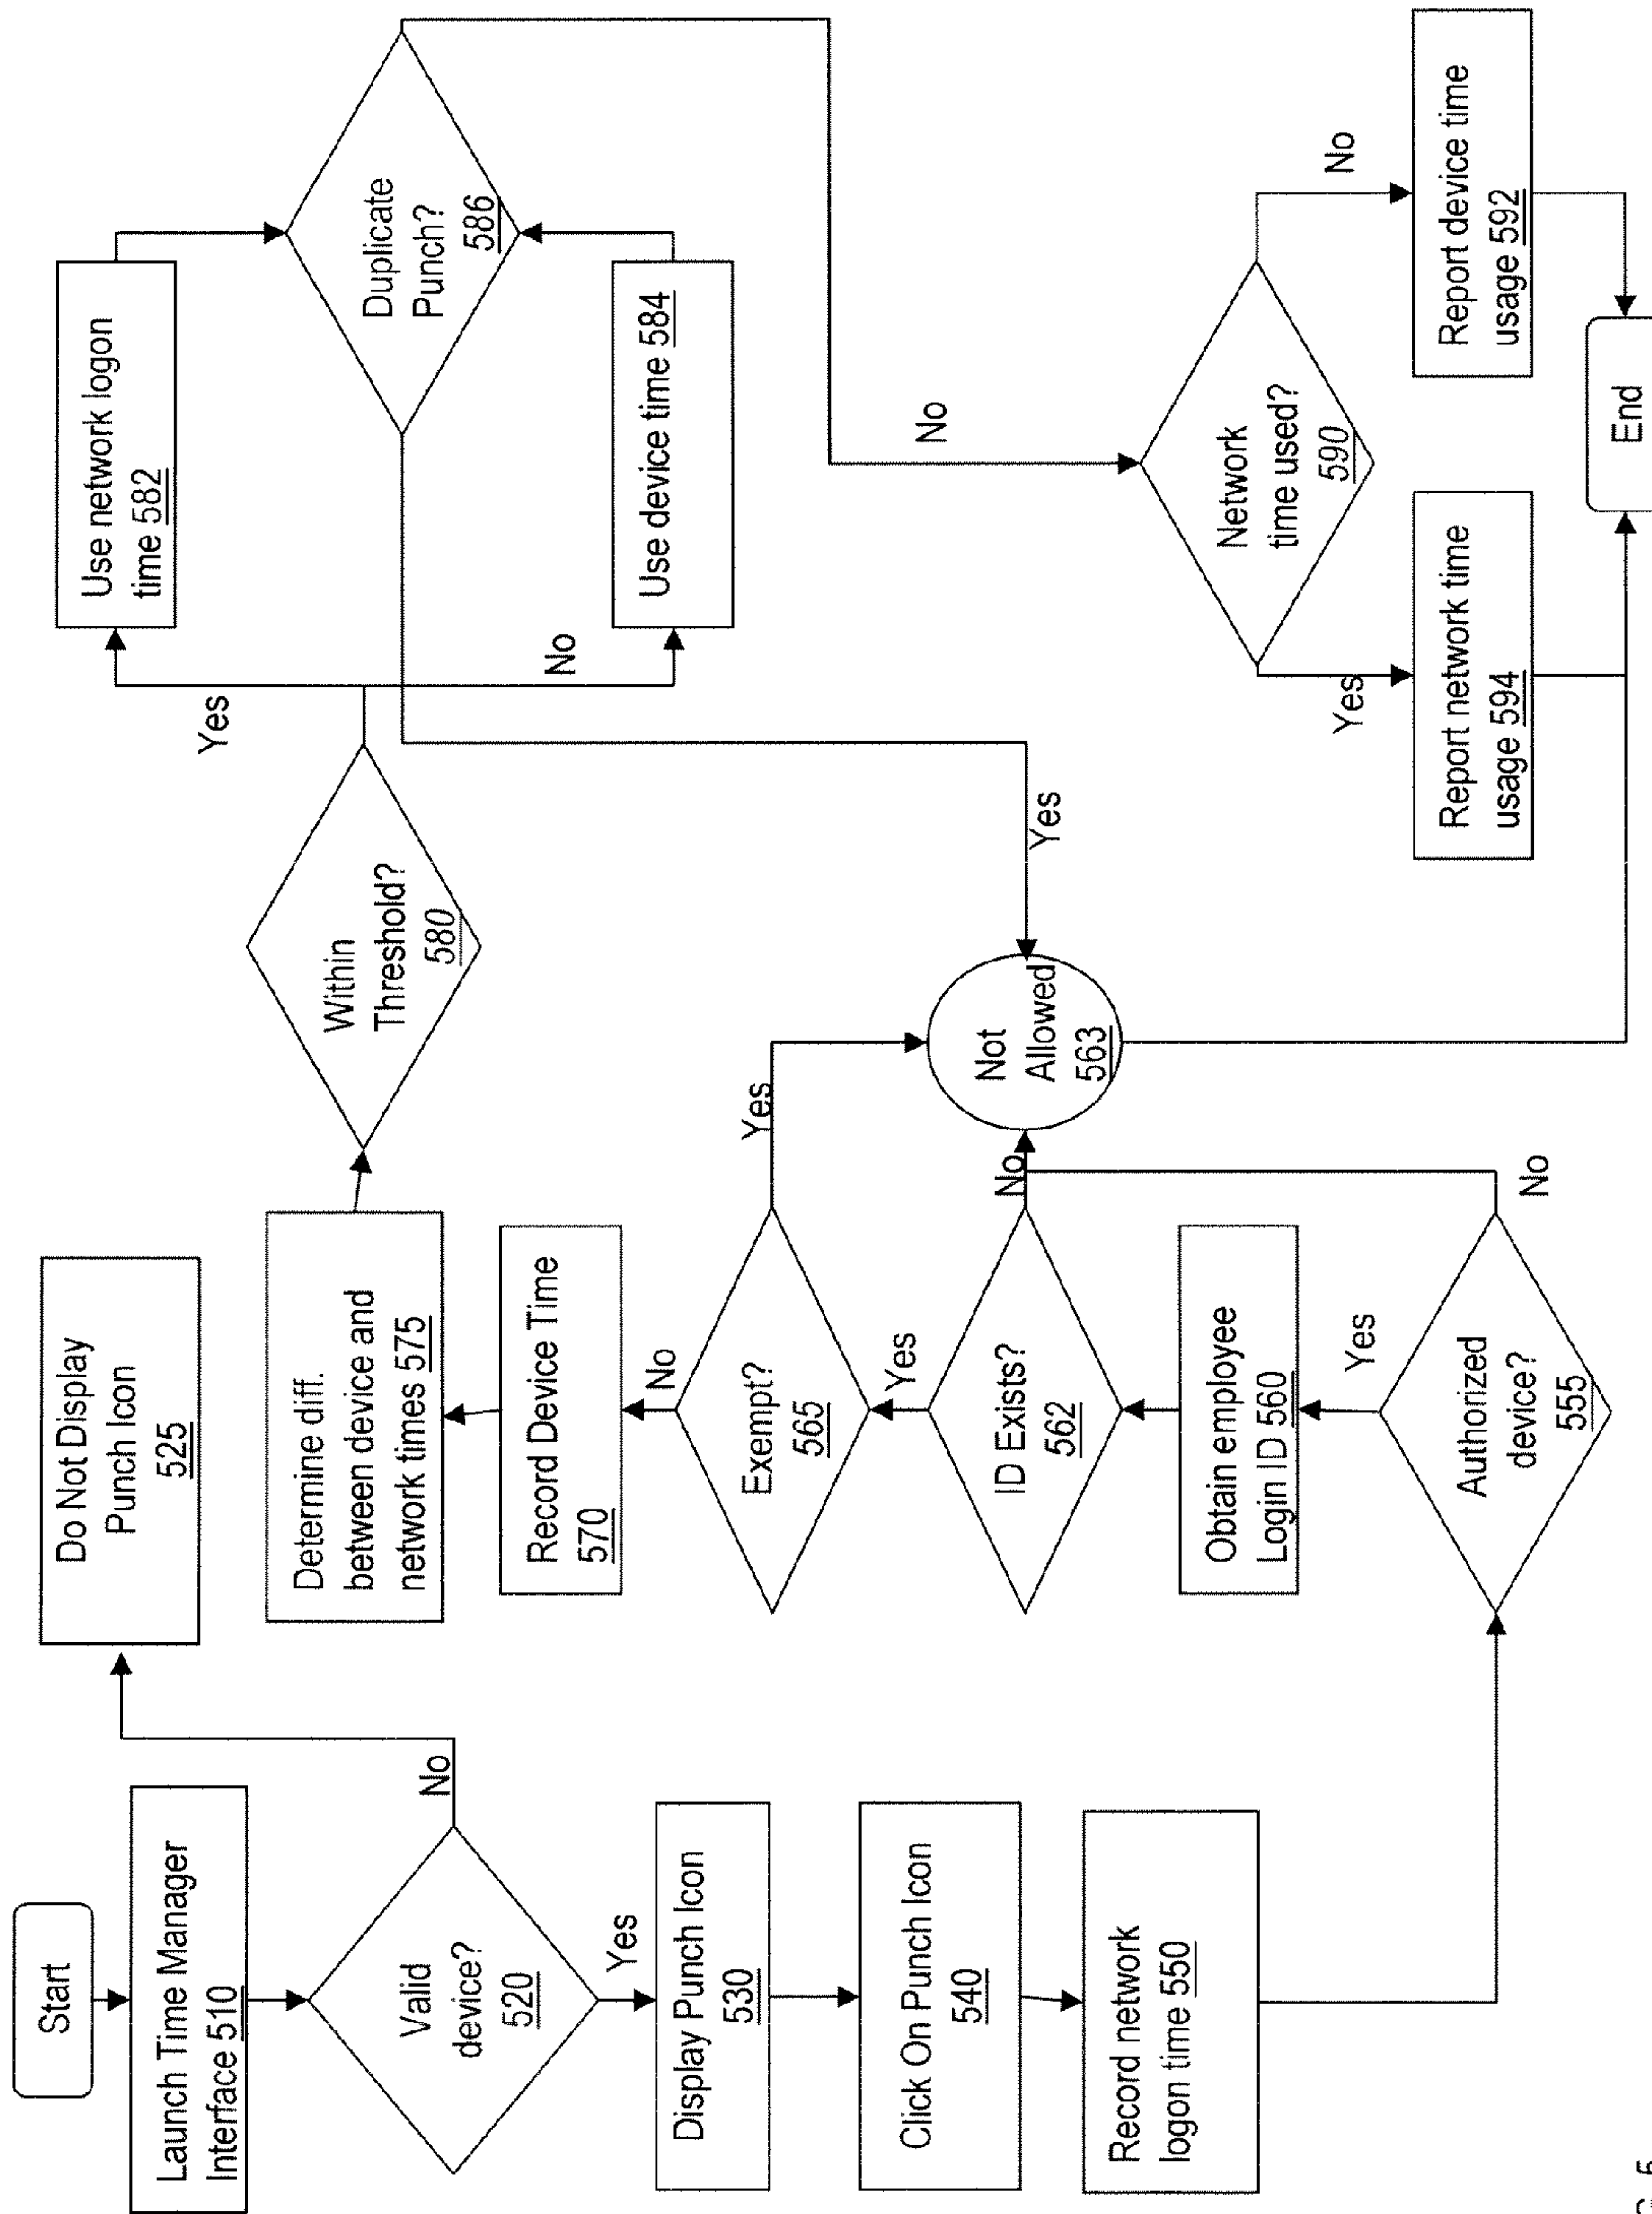 Start
Launch Time Manager
Interface 510
Valid
device?
520
No
Yes
Do Not Display
Punch Icon
525
Display Punch Icon
530
Click On Punch Icon
540
Record network
logon time 550
Authorized
device?
555
No
Yes
Obtain employee
Login ID 560
ID Exists?
562
No
Yes
Exempt?
565
Yes
No
Record Device Time
570
Determine diff.
between device and
network times 575
Within
Threshold?
580
Yes
No
Use network logon
time 582
Use device time 584
Duplicate
Punch?
586
Yes
No
Not
Allowed
563
Network
time used?
590
Yes
No
Report network time
usage 594
Report device time
usage 592
End